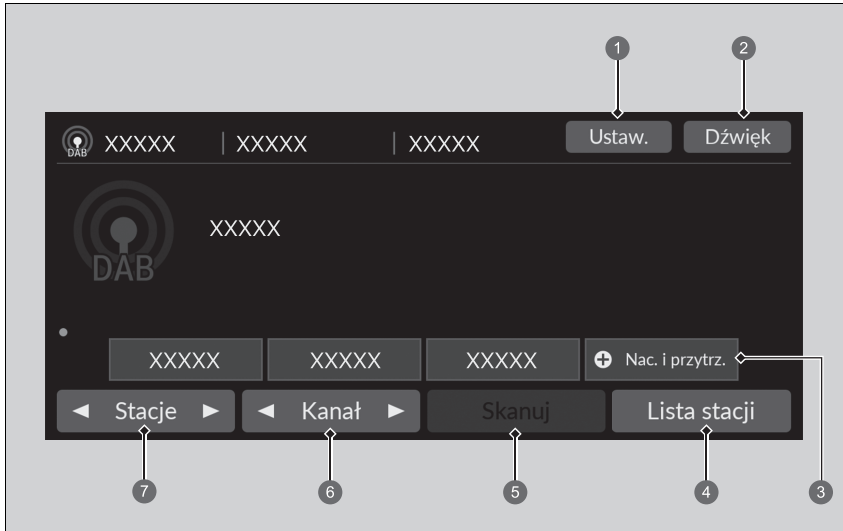 1 2
Ustaw. Dźwięk
DAB XXXXX | XXXXX | XXXXX
XXXXX
DAB
XXXXX XXXXX XXXXX Nac. i przytrz.
Stacje Kanał Skanuj Lista stacji
7 6 5 4 3